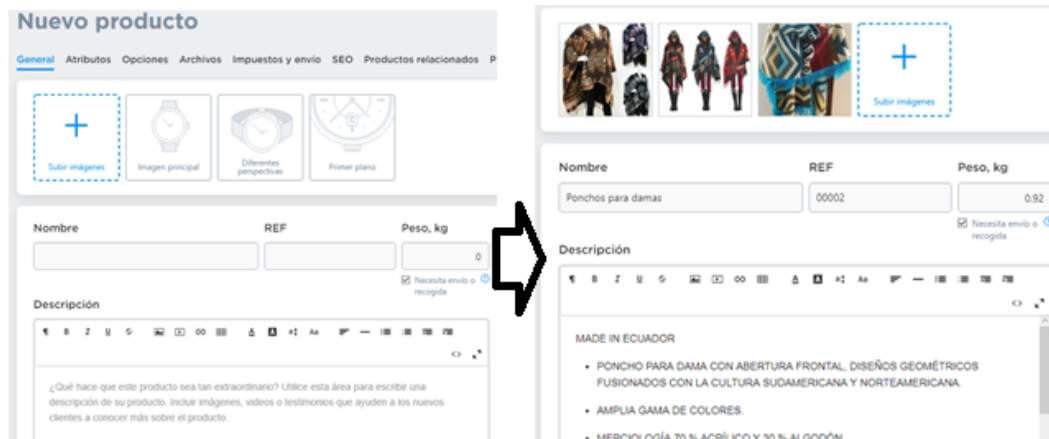 Nuevo producto
General Atributos Opciones Archivos Impuestos y envío SEO Productos relacionados
Subir imágenes
Imagen principal
Diferentes
perspectivas
Primer plano
Nombre REF Peso, kg
0
Necesita envío o
recogida
Descripción
¿Qué hace que este producto sea tan extraordinario? Utilice esta área para escribir una
descripción de su producto. Incluir imágenes, videos o testimonios que ayuden a los nuevos
clientes a conocer más sobre el producto.
Subir imágenes
Nombre REF Peso, kg
Ponchos para damas 00002 0.92
Necesita envío o
recogida
Descripción
MADE IN ECUADOR
• PONCHO PARA DAMA CON ABERTURA FRONTAL, DISEÑOS GEOMÉTRICOS
FUSIONADOS CON LA CULTURA SUDAMERICANA Y NORTEAMERICANA.
• AMPLIA GAMA DE COLORES.
• MERCIOLOGÍA 70 % ACRÍLICO Y 30 % ALGODÓN